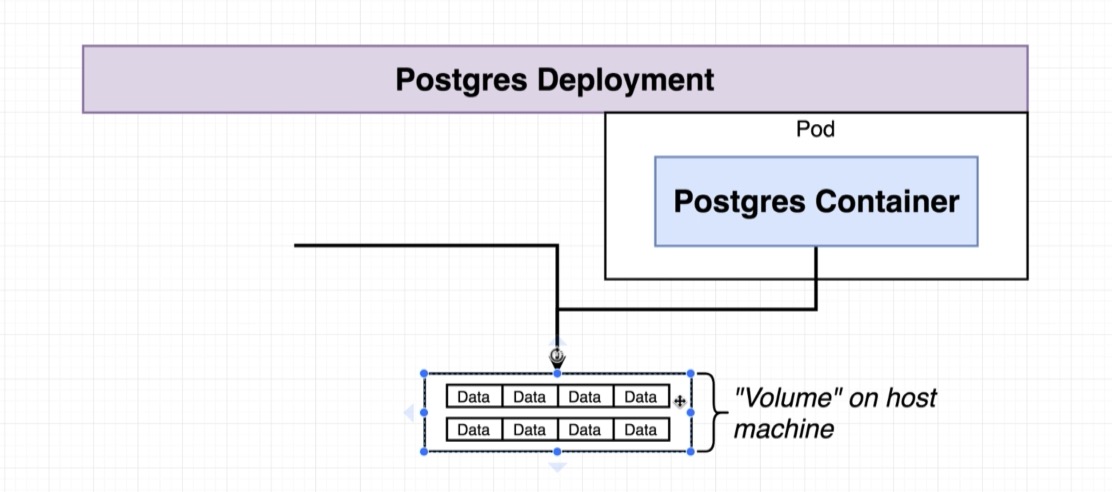 Postgres Deployment
Pod
Postgres Container
Data Data Data Data
Data Data Data Data
"Volume" on host
machine